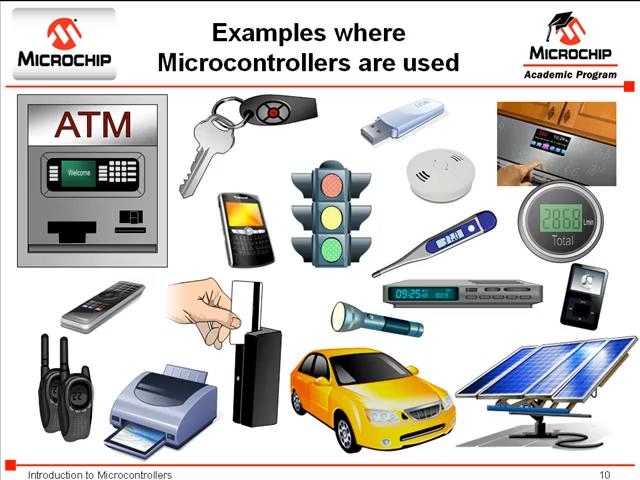 MICROCHIP
Examples where
Microcontrollers are used
MICROCHIP
Academic Program
ATM
Welcome
2868
Total
09:25
Introduction to Microcontrollers
10